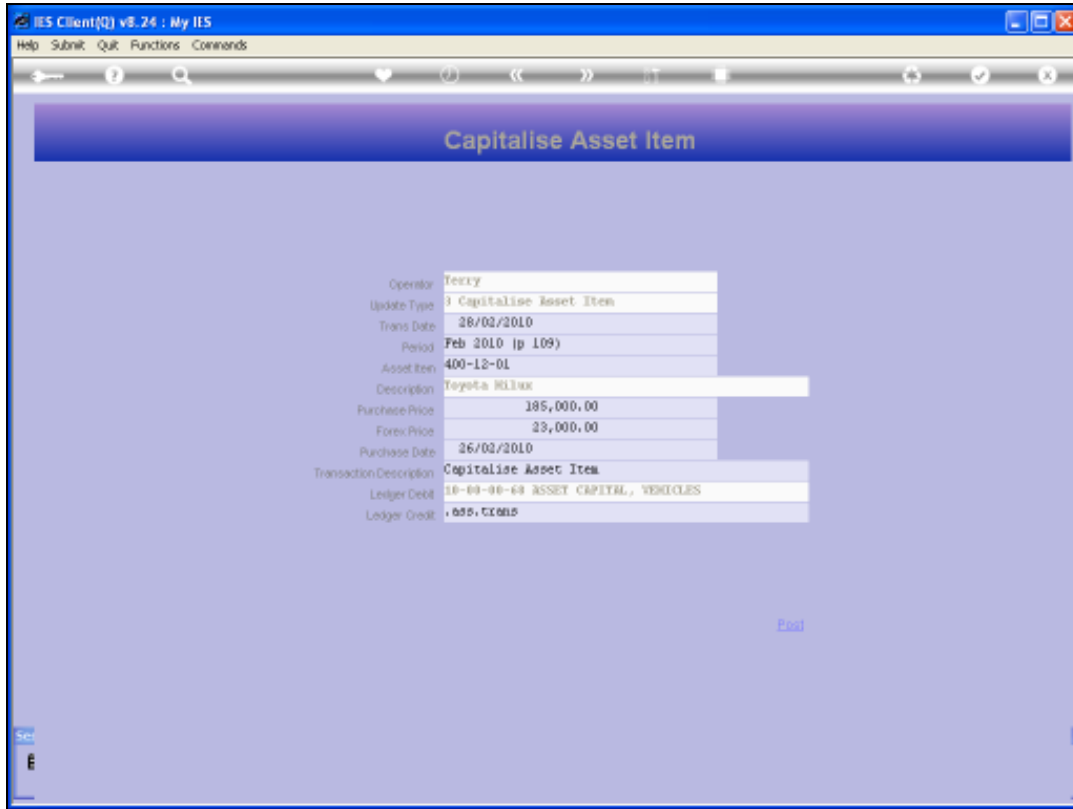 IES Client(Q) v8.24 : My IES
Help Submit Quit Functions Commands
Capitalise Asset Item
Operator Terry
Update Type 3 Capitalise Asset Item
Trans Date 28/02/2010
Period Feb 2010 (p 109)
Asset Item 400-12-01
Description Toyota Hilux
Purchase Price 185,000.00
Forex Price 23,000.00
Purchase Date 26/02/2010
Transaction Description Capitalise Asset Item
Ledger Debit 10-00-00-60 ASSET CAPITAL, VEHICLES
Ledger Credit .ass.trans
Post
Ses